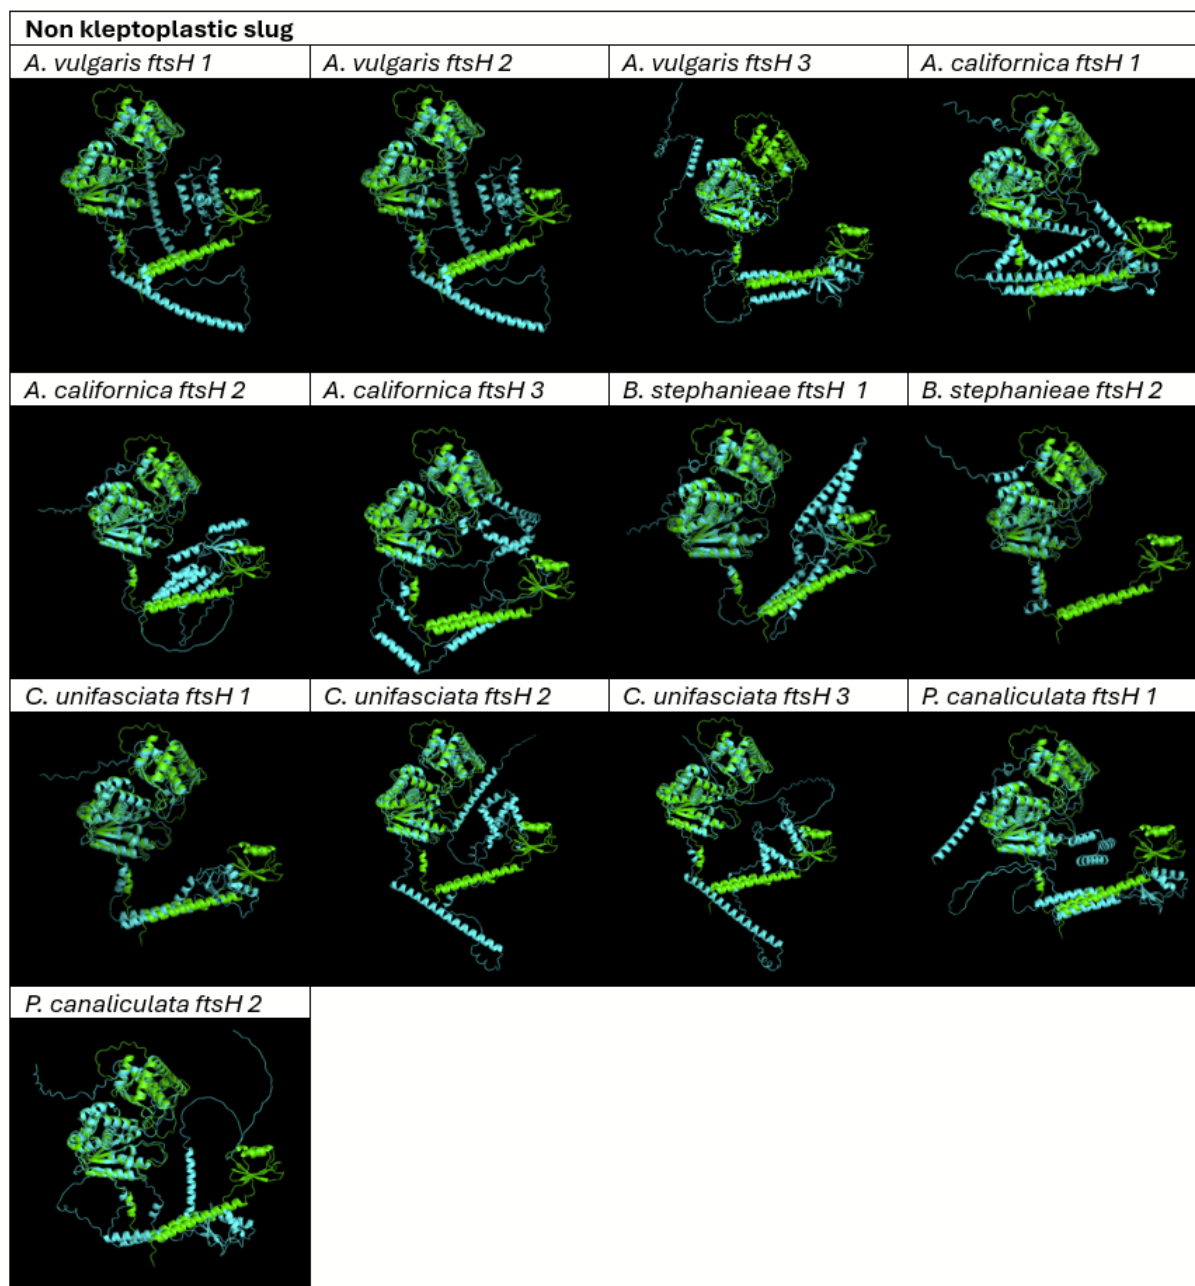 Non kleptoplastic slug
A. vulgaris ftsH 1
A. vulgaris ftsH 2
A. vulgaris ftsH 3
A. californica ftsH 1
A. californica ftsH 2
A. californica ftsH 3
B. stephanieae ftsH 1
B. stephanieae ftsH 2
C. unifasciata ftsH 1
C. unifasciata ftsH 2
C. unifasciata ftsH 3
P. canaliculata ftsH 1
P. canaliculata ftsH 2